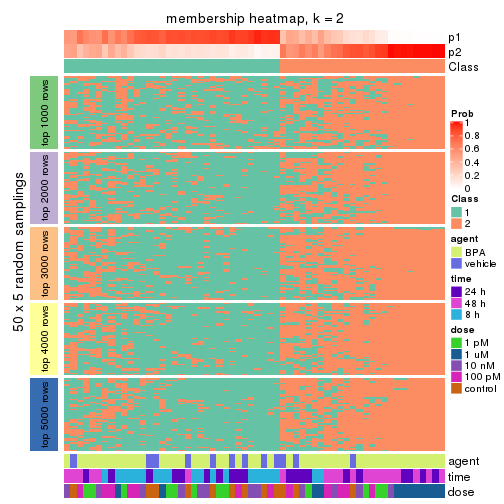 membership heatmap, k = 2
p1
p2
Class
50 x 5 random samplings
top 1000 rows
top 2000 rows
top 3000 rows
top 4000 rows
top 5000 rows
agent
time
dose
Prob
1
0.8
0.6
0.4
0.2
0
Class
1
2
agent
BPA
vehicle
time
24 h
48 h
8 h
dose
1 pM
1 uM
10 nM
100 pM
control